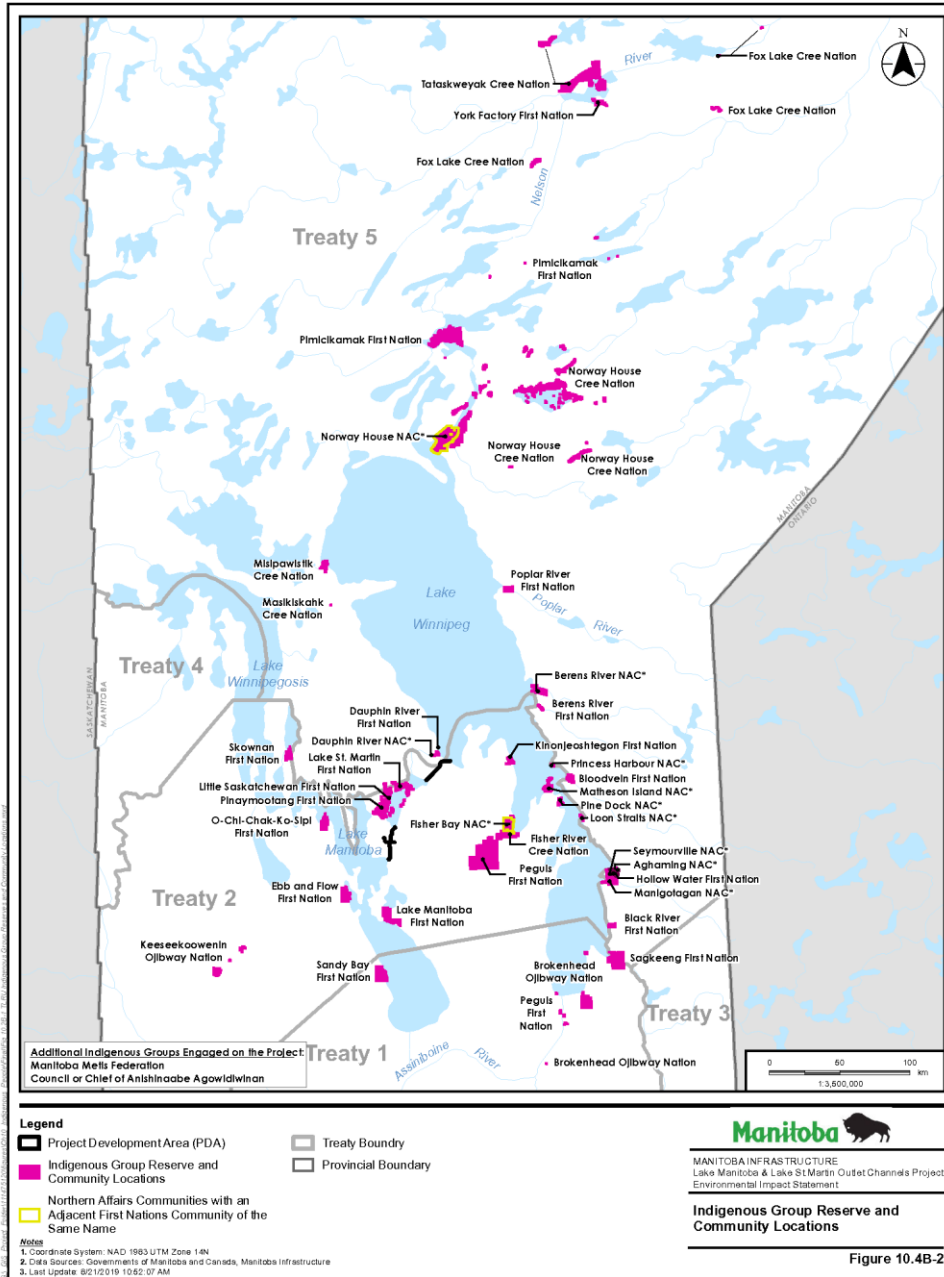 N
River
Fox Lake Cree Nation
Tataskweyak Cree Nation
York Factory First Nation
Fox Lake Cree Nation
Fox Lake Cree Nation
Nelson
Treaty 5
Pimicikamak
First Nation
Pimicikamak First Nation
Norway House
Cree Nation
Norway House NAC*
Norway House
Cree Nation
Norway House
Cree Nation
MANITOBA
ONTARIO
Misipawistik
Cree Nation
Poplar River
First Nation
Lake
Winnipeg
Masikiskahk
Cree Nation
Poplar
River
Treaty 4
SASKATCHEWAN
MANITOBA
Lake
Winnipegosis
Berens River NAC*
Berens River
First Nation
Dauphin River
First Nation
Dauphin River NAC*
Skownan
First Nation
Lake St. Martin
First Nation
Kinonjeoshtegon First Nation
Princess Harbour NAC*
Bloodvein First Nation
Little Saskatchewan First Nation
Matheson Island NAC*
Pinaymootang First Nation
Pine Dock NAC*
Loon Straits NAC*
O-Chi-Chak-Ko-Sipi
First Nation
Fisher Bay NAC*
Lake
Manitoba
Fisher River
Cree Nation
Seymourville NAC*
Aghaming NAC*
Hollow Water First Nation
Manigotagan NAC*
Peguis
First Nation
Ebb and Flow
First Nation
Treaty 2
Lake Manitoba
First Nation
Black River
First Nation
Keeseekoowenin
Ojibway Nation
Sandy Bay
First Nation
Brokenhead
Ojibway Nation
Sagkeeng First Nation
Peguis
First
Nation
Treaty 3
Treaty 1
Assiniboine
River
Brokenhead Ojibway Nation
Additional Indigenous Groups Engaged on the Project:
Manitoba Metis Federation
Council or Chief of Anishinaabe Agowidiiwinan
0 50 100
km
1:3,600,000
Legend
Project Development Area (PDA)
Indigenous Group Reserve and
Community Locations
Northern Affairs Communities with an
Adjacent First Nations Community of the
Same Name
Treaty Boundry
Provincial Boundary
Notes
1. Coordinate System: NAD 1983 UTM Zone 14N
2. Data Sources: Governments of Manitoba and Canada, Manitoba Infrastructure
3. Last Update: 8/21/2019 10:52:07 AM
Manitoba
MANITOBA INFRASTRUCTURE
Lake Manitoba & Lake St.Martin Outlet Channels Project
Environmental Impact Statement
Indigenous Group Reserve and
Community Locations
Figure 10.4B-2